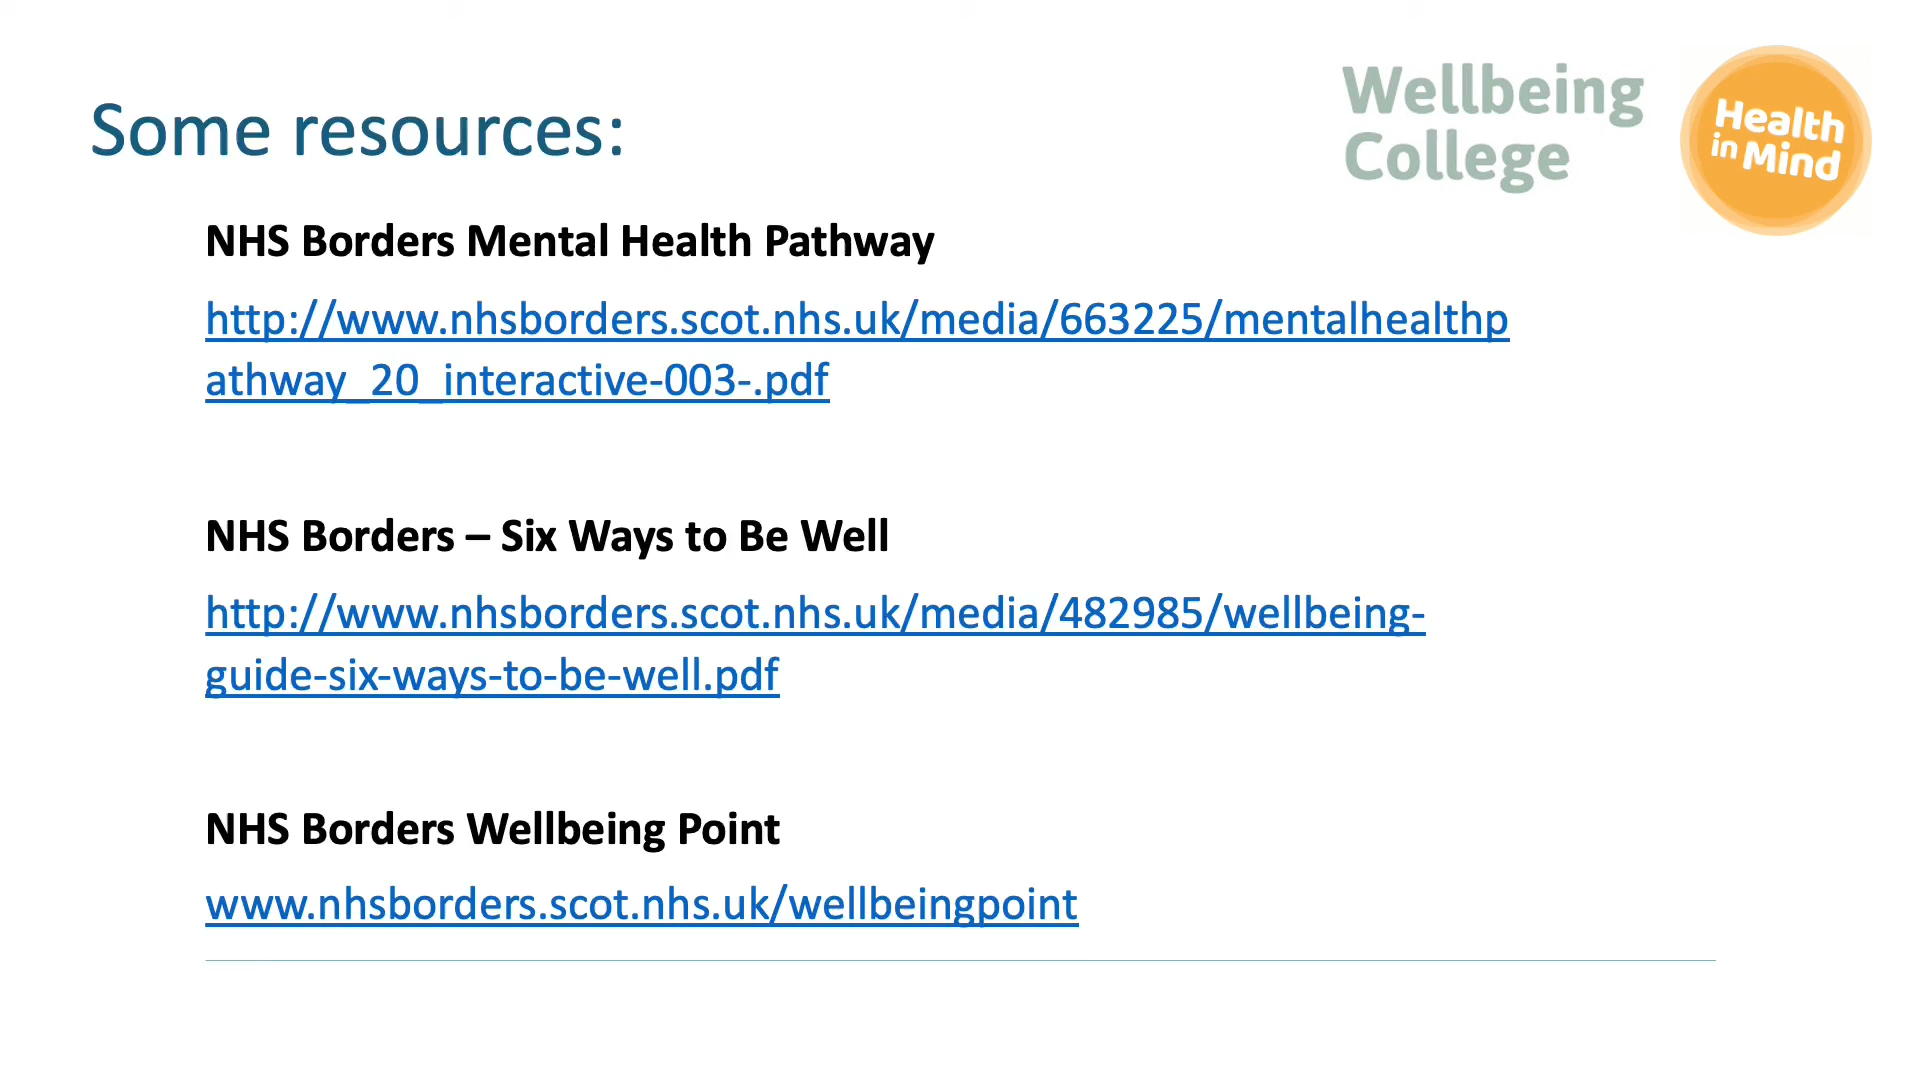 Some resources:
Wellbeing
College
Health
in Mind
NHS Borders Mental Health Pathway
http://www.nhsborders.scot.nhs.uk/media/663225/mentalhealthp
athway_20_interactive-003-.pdf
NHS Borders – Six Ways to Be Well
http://www.nhsborders.scot.nhs.uk/media/482985/wellbeing-
guide-six-ways-to-be-well.pdf
NHS Borders Wellbeing Point
www.nhsborders.scot.nhs.uk/wellbeingpoint